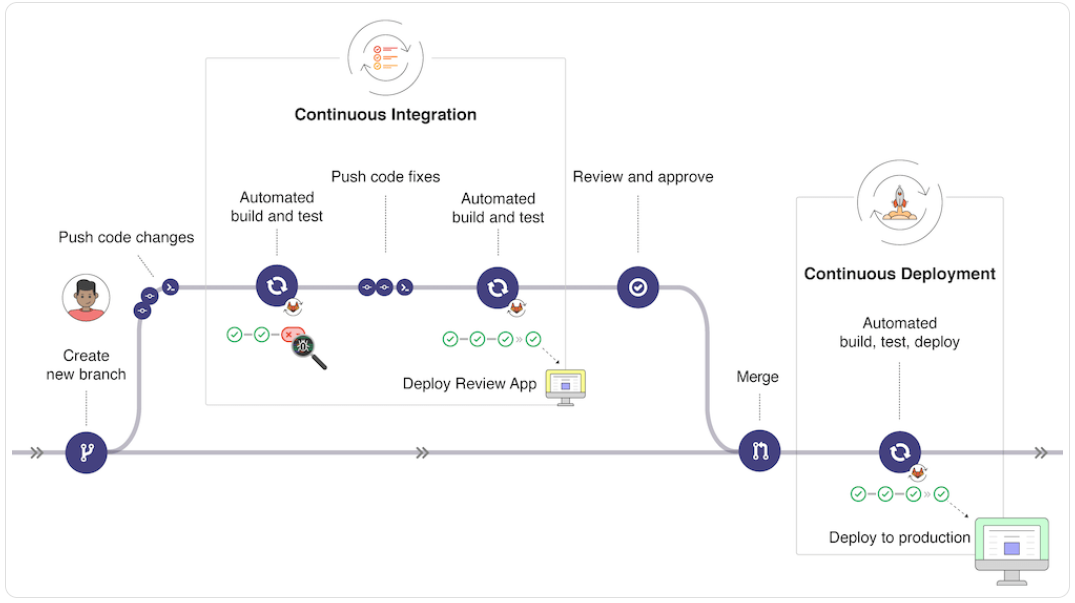 Continuous Integration
Push code fixes
Review and approve
Automated
build and test
Automated
build and test
Push code changes
Continuous Deployment
Automated
build, test, deploy
Create
new branch
Deploy Review App
Merge
Deploy to production